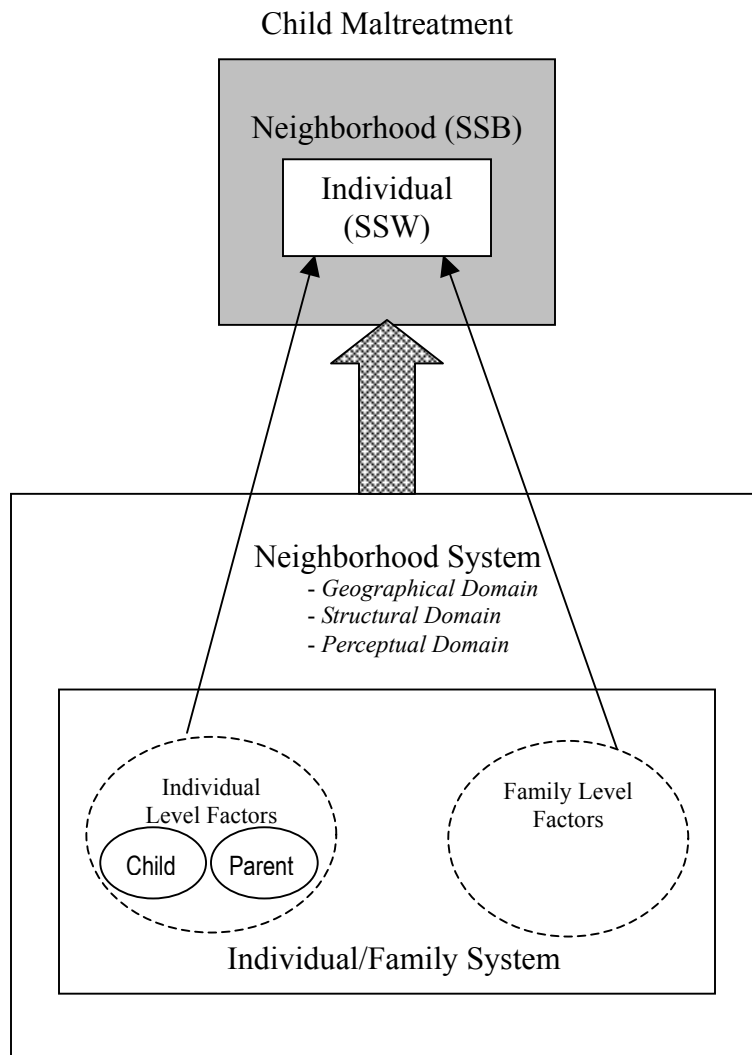 Child Maltreatment
Neighborhood (SSB)
Individual
(SSW)
Neighborhood System
- Geographical Domain
- Structural Domain
- Perceptual Domain
Individual
Level Factors
Child
Parent
Family Level
Factors
Individual/Family System